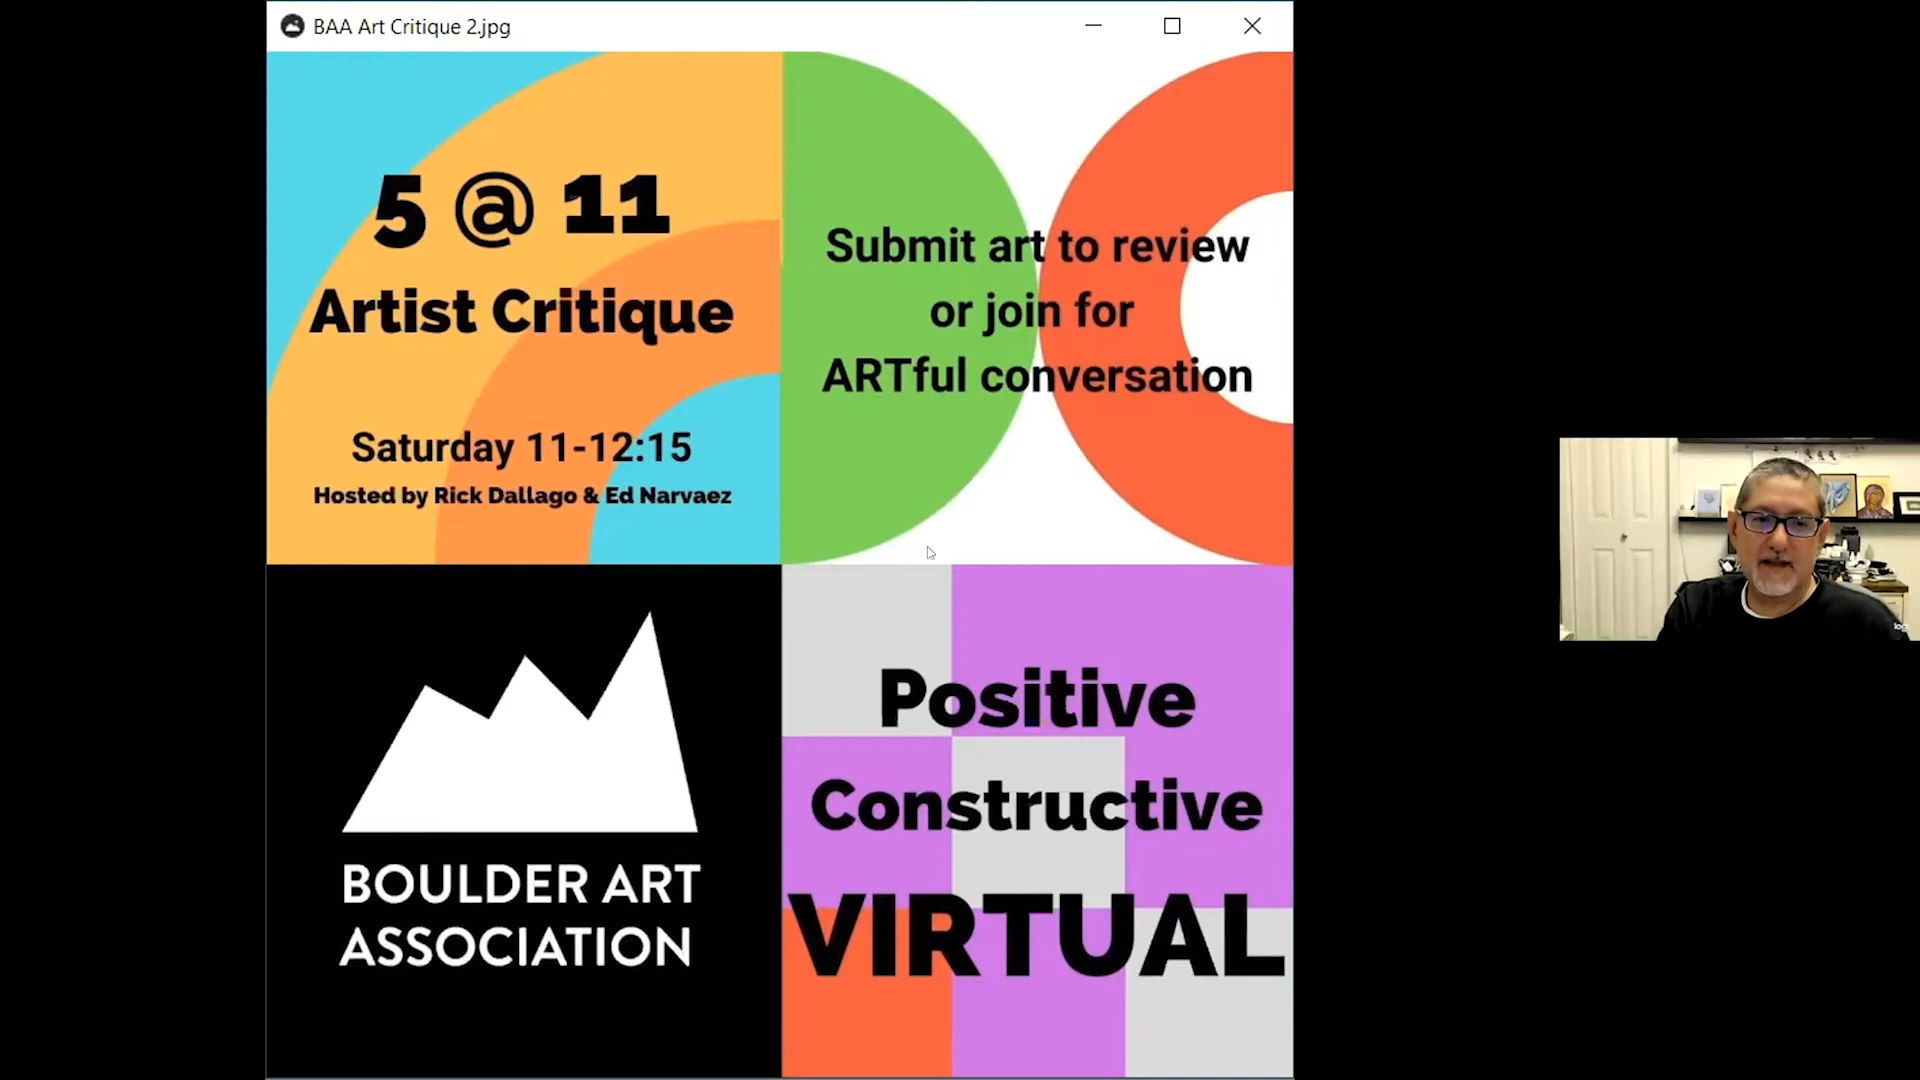 BAA Art Critique 2.jpg
5 @ 11
Artist Critique
Saturday 11-12:15
Hosted by Rick Dallago & Ed Narvaez
Submit art to review
or join for
ARTful conversation
BOULDER ART
ASSOCIATION
Positive
Constructive
VIRTUAL
logi